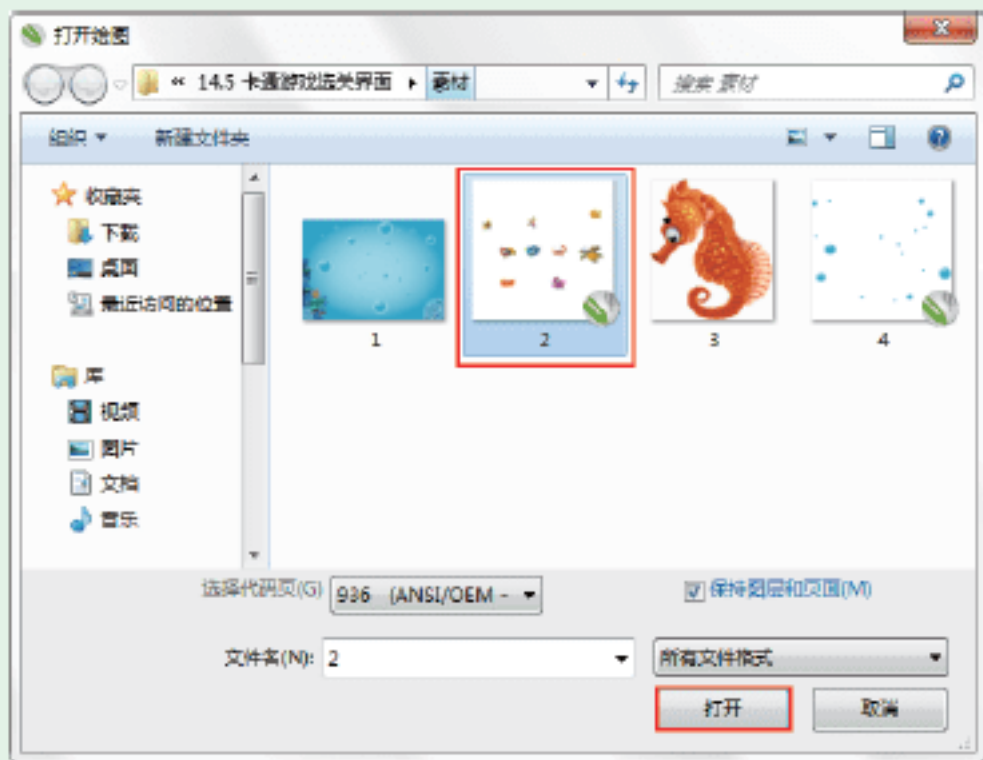 打开绘图
« 14.5 卡通游戏选关界面 ▸ 素材
搜索 素材
组织 新建文件夹
收藏夹
下载
桌面
最近访问的位置
库
视频
图片
文档
音乐
1 2 3 4
选择代码页(G) 936 (ANSI/OEM -
保持图层和页面(M)
文件名(N): 2
所有文件格式
打开 取消